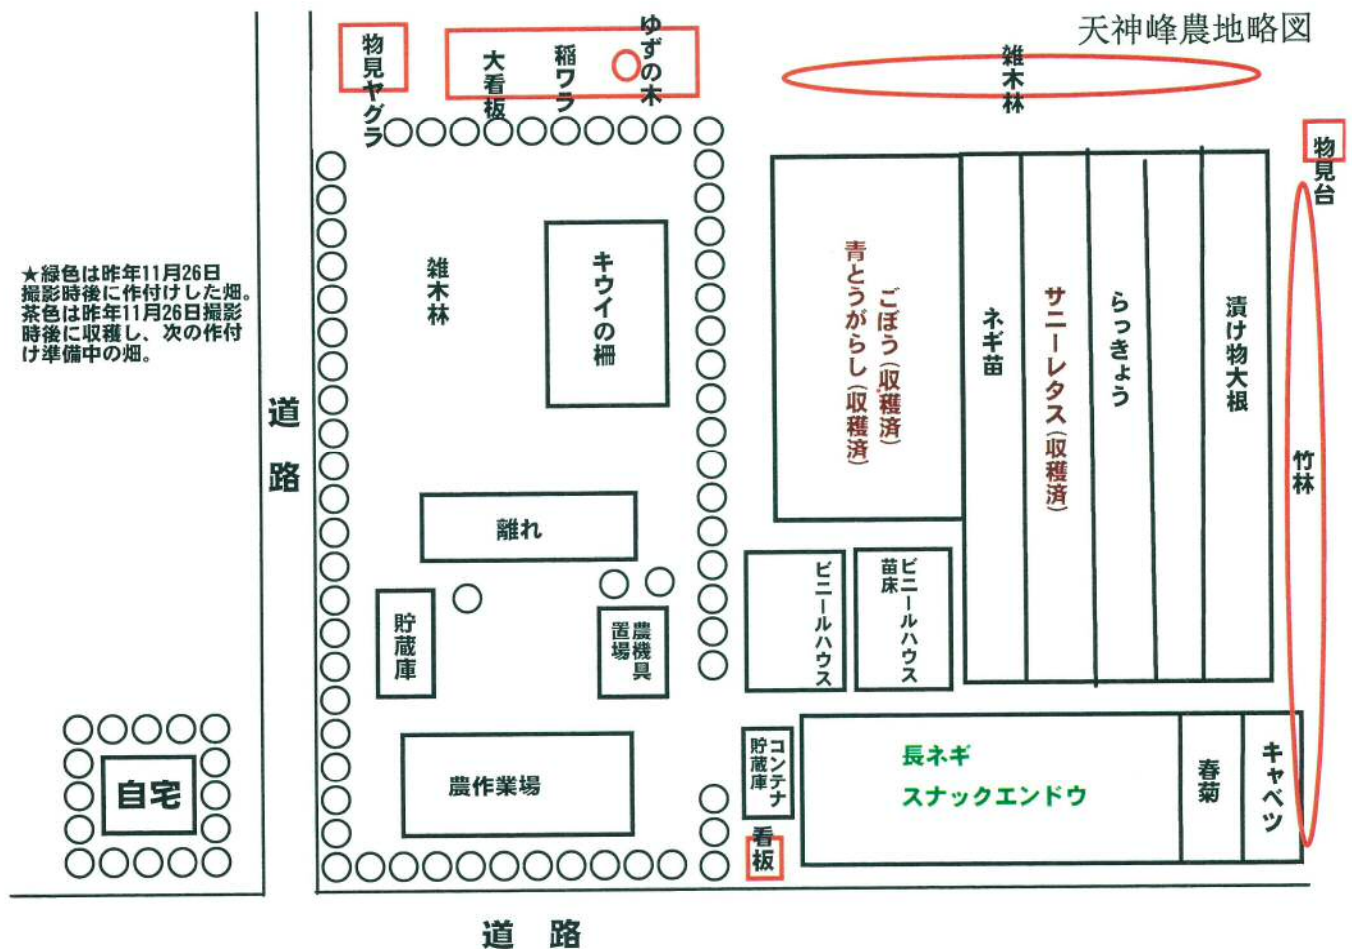 天神峰農地略図
物見ヤグラ
大看板
稲ワラ
ゆずの木
雑木林
物見台
★緑色は昨年11月26日
撮影時後に作付けした畑。
茶色は昨年11月26日撮影
時後に収穫し、次の作付
け準備中の畑。
道路
雑木林
キウイの柵
青とうがらし(収穫済)
ごぼう(収穫済)
ネギ苗
サニーレタス(収穫済)
らっきょう
漬け物大根
竹林
離れ
貯蔵庫
農機具
置場
ビニールハウス
ビニールハウス
苗床
自宅
農作業場
コンテナ
貯蔵庫
看板
長ネギ
スナックエンドウ
春菊
キャベツ
道路